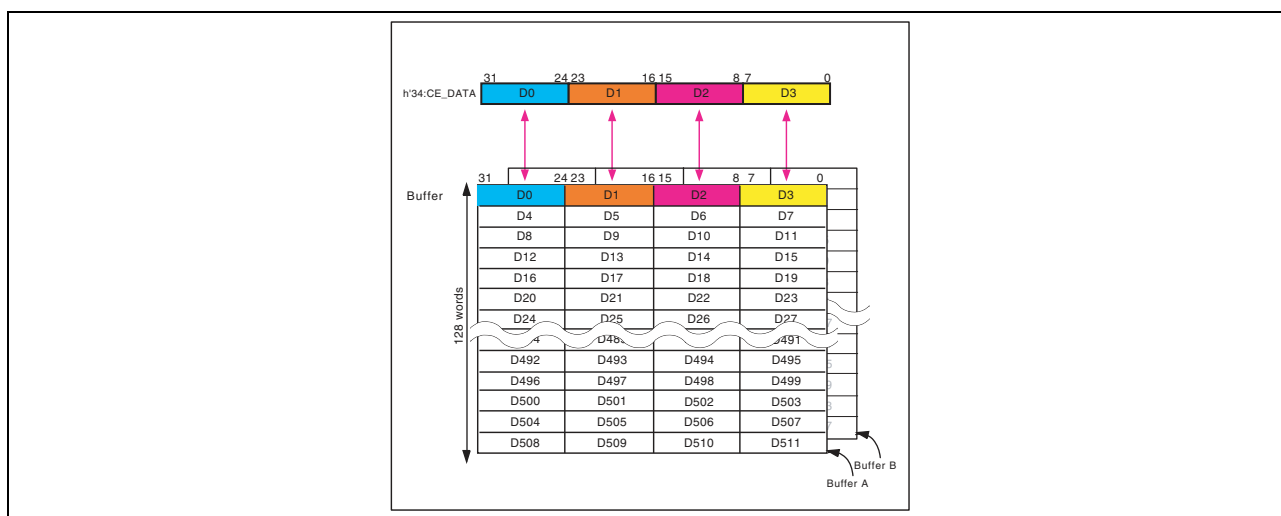 31 24 23 16 15 8 7 0
h'34:CE_DATA D0 D1 D2 D3
31 24 23 16 15 8 7 0
Buffer D0 D1 D2 D3
D4 D5 D6 D7
D8 D9 D10 D11
D12 D13 D14 D15
D16 D17 D18 D19
D20 D21 D22 D23
D24 D25 D26 D27
128 words
D491
D492 D493 D494 D495
D496 D497 D498 D499
D500 D501 D502 D503
D504 D505 D506 D507
D508 D509 D510 D511
Buffer B
Buffer A